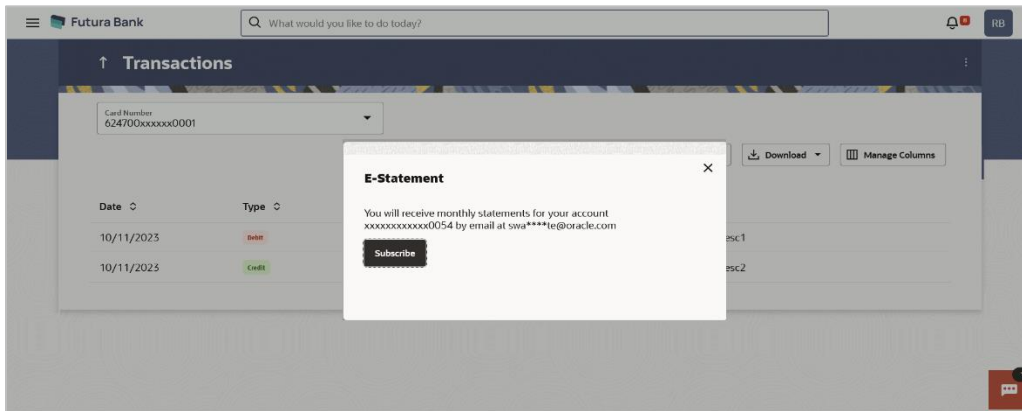 Futura Bank
What would you like to do today?
RB
↑ Transactions
Card Number
624700xxxxxx0001
Download
Manage Columns
E-Statement
You will receive monthly statements for your account
xxxxxxxxxxxx0054 by email at swa****te@oracle.com
Subscribe
Date
Type
10/11/2023
Debit
esc1
10/11/2023
Credit
esc2